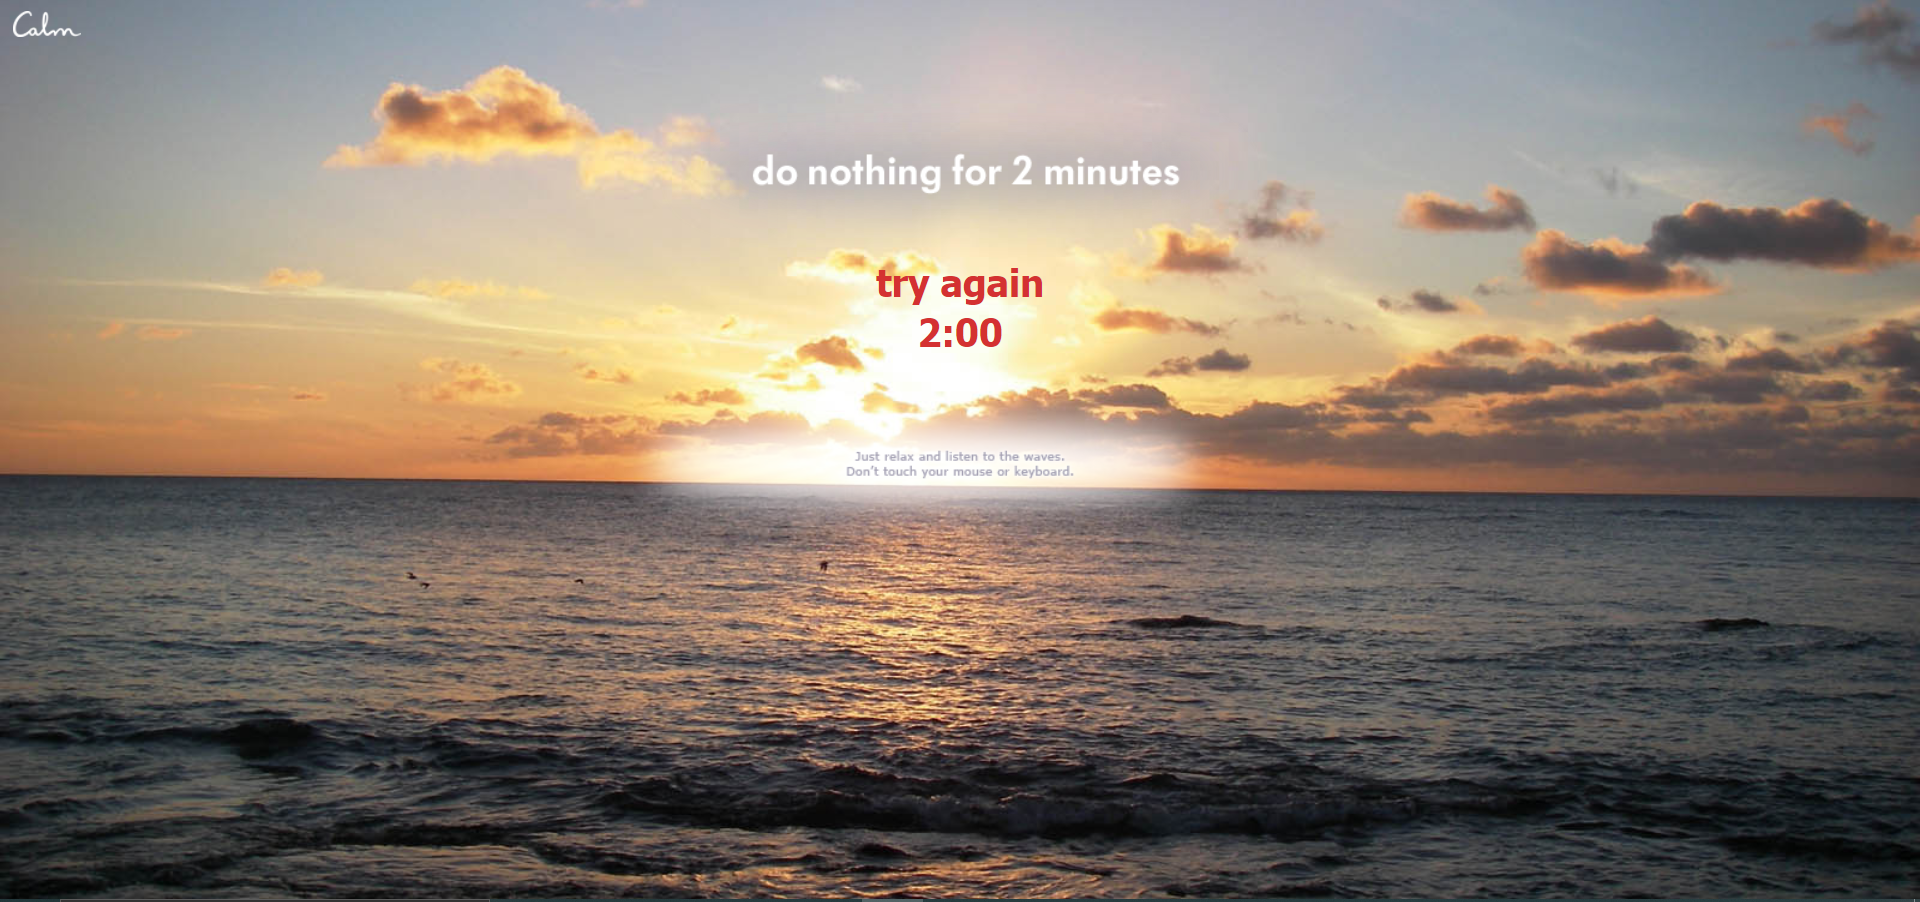 Calm
do nothing for 2 minutes
try again
2:00
Just relax and listen to the waves.
Don't touch your mouse or keyboard.